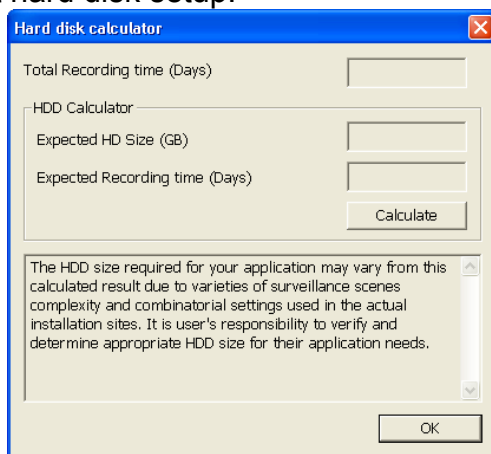 hard disk setup.
Hard disk calculator
Total Recording time (Days)
HDD Calculator
Expected HD Size (GB)
Expected Recording time (Days)
Calculate
The HDD size required for your application may vary from this
calculated result due to varieties of surveillance scenes
complexity and combinatorial settings used in the actual
installation sites. It is user's responsibility to verify and
determine appropriate HDD size for their application needs.
OK